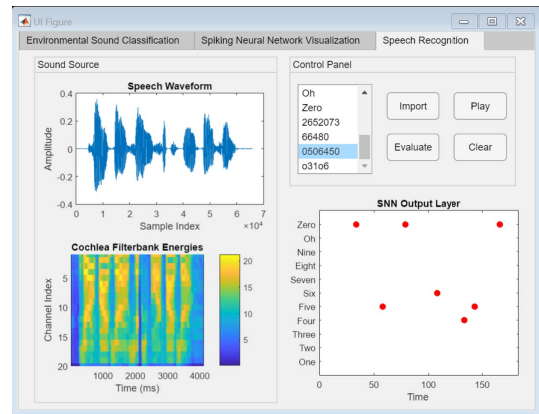 UI Figure
Environmental Sound Classification
Spiking Neural Network Visualization
Speech Recognition
Sound Source
Speech Waveform
Amplitude
0.4
0.2
0
-0.2
-0.4
0 1 2 3 4 5 6 7
Sample Index
×10⁴
Cochlea Filterbank Energies
Channel Index
5
10
15
20
1000 2000 3000 4000
Time (ms)
20
15
10
5
Control Panel
Oh
Zero
2652073
66480
0506450
o31o6
Import
Play
Evaluate
Clear
SNN Output Layer
Zero
Oh
Nine
Eight
Seven
Six
Five
Four
Three
Two
One
0 50 100 150
Time